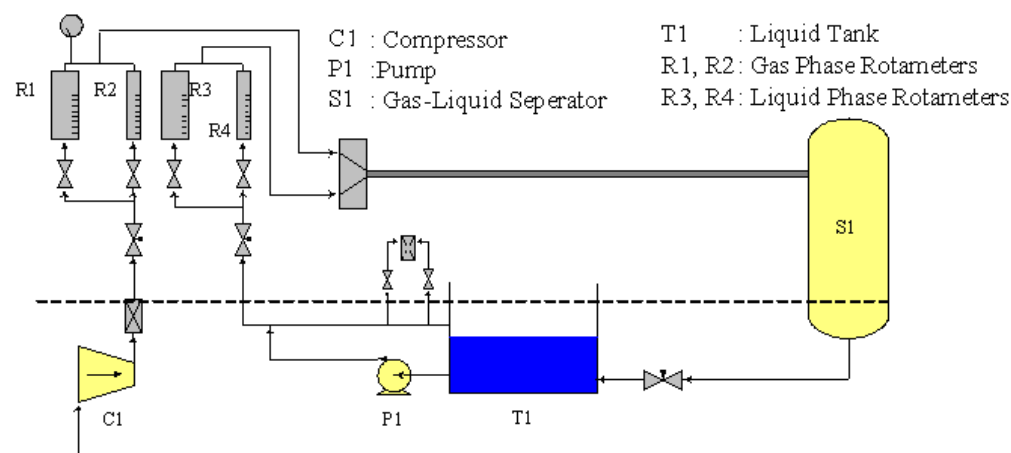 C1 : Compressor
P1 :Pump
S1 : Gas-Liquid Seperator
T1 : Liquid Tank
R1, R2 : Gas Phase Rotameters
R3, R4 : Liquid Phase Rotameters
R1
R2
R3
R4
S1
C1
P1
T1